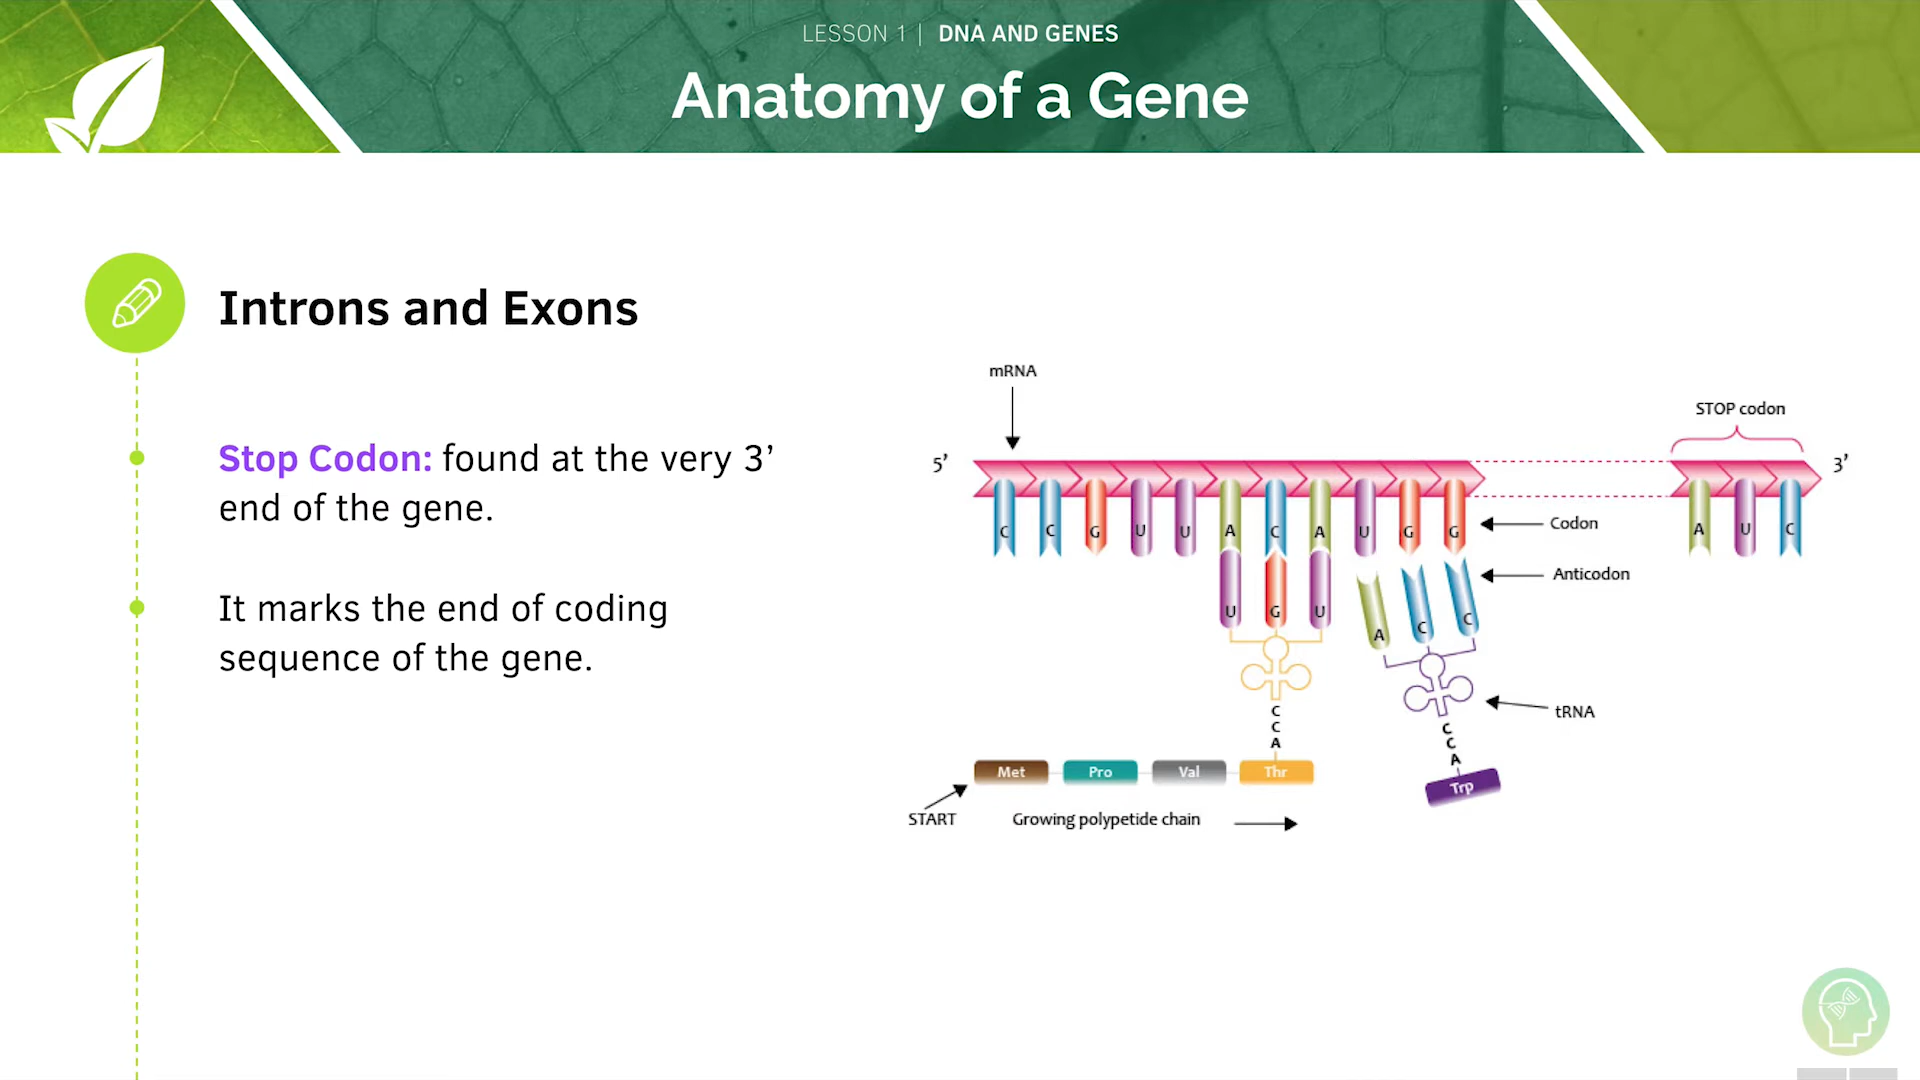 LESSON 1 | DNA AND GENES
Anatomy of a Gene
Introns and Exons
Stop Codon: found at the very 3’
end of the gene.
It marks the end of coding
sequence of the gene.
mRNA
STOP codon
5’
3’
C C G U U A C A U G G
A U C
Codon
Anticodon
U G U
A C C
tRNA
C
C
A
C
C
A
Met Pro Val Thr
Trp
START
Growing polypetide chain